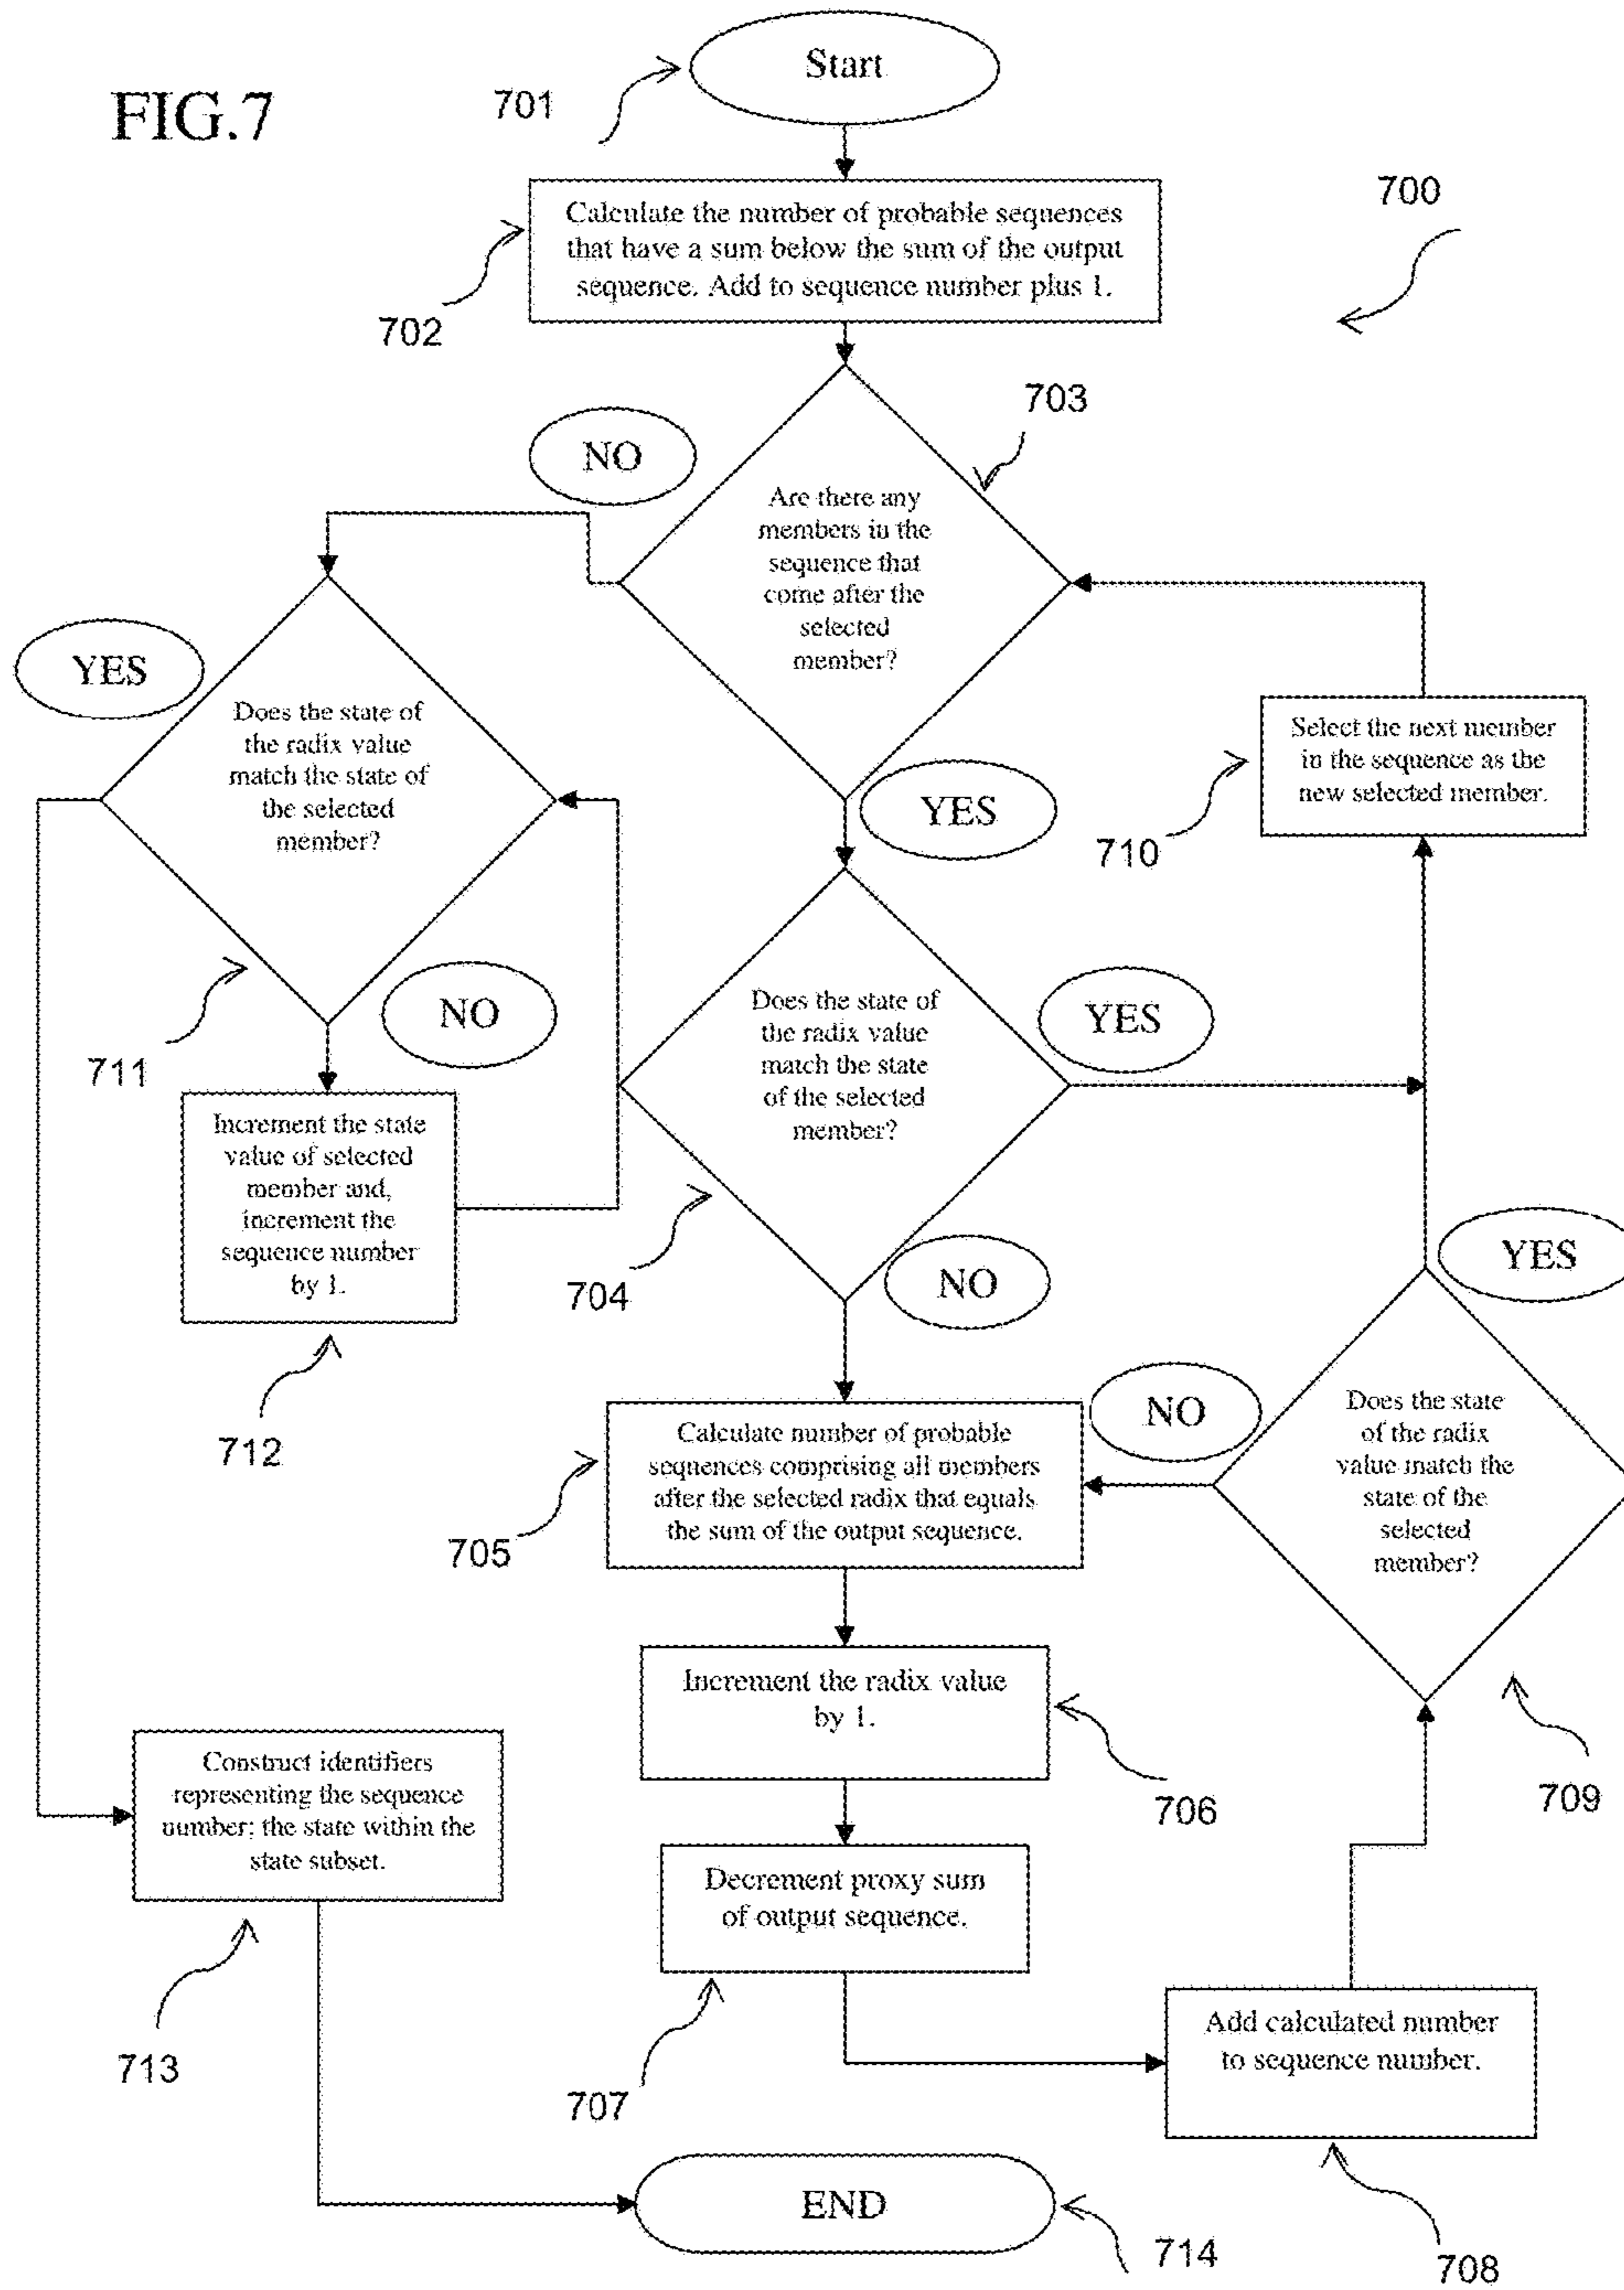 FIG.7
Start
701
700
Calculate the number of probable sequences
that have a sum below the sum of the output
sequence. Add to sequence number plus 1.
702
703
NO
Are there any
members in the
sequence that
come after the
selected
member?
YES
Does the state of
the radix value
match the state of
the selected
member?
YES
Select the next member
in the sequence as the
new selected member.
710
NO
711
Does the state of
the radix value
match the state
of the selected
member?
YES
704
NO
Increment the state
value of selected
member and,
increment the
sequence number
by 1.
712
YES
NO
Does the state
of the radix
value match the
state of the
selected
member?
709
Calculate number of probable
sequences comprising all members
after the selected radix that equals
the sum of the output sequence.
705
Increment the radix value
by 1.
706
Construct identifiers
representing the sequence
number; the state within the
state subset.
713
Decrement proxy sum
of output sequence.
707
Add calculated number
to sequence number.
708
END
714